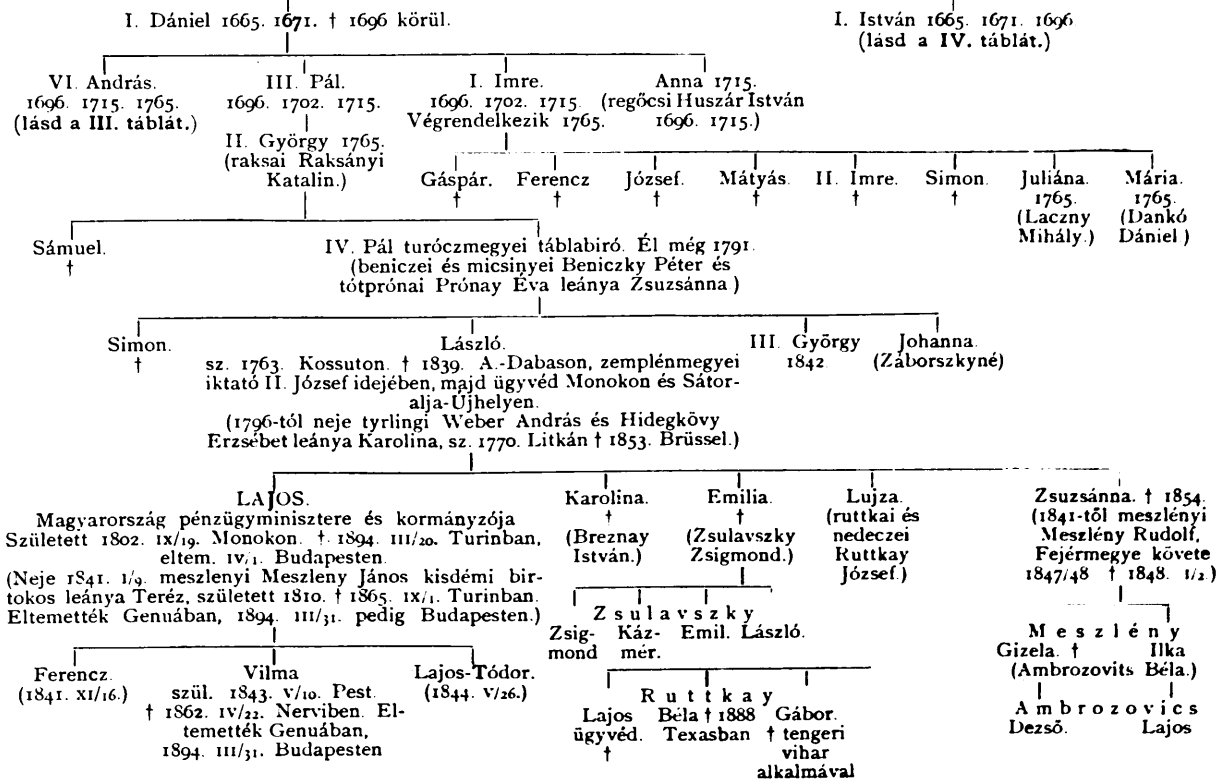 I. Dániel 1665. 1671. † 1696 körül.
I. István 1665. 1671. 1696
(lásd a IV. táblát.)
VI. András.
1696. 1715. 1765.
(lásd a III. táblát.)
III. Pál.
1696. 1702. 1715.
I. Imre.
1696. 1702. 1715.
Végrendelkezik 1765.
Anna 1715.
(regőcsi Huszár István
1696. 1715.)
II. György 1765.
(raksai Raksányi
Katalin.)
Gáspár.
†
Ferencz
†
József.
†
Mátyás.
†
II. Imre.
†
Simon.
†
Juliána.
1765.
(Laczny
Mihály.)
Mária.
1765.
(Dankó
Dániel)
Sámuel.
†
IV. Pál turóczmegyei táblabiró. Él még 1791.
(beniczei és micsinyei Beniczky Péter és
tótprónai Prónay Éva leánya Zsuzsánna)
Simon.
†
László.
sz. 1763. Kossuton. † 1839. A.-Dabason, zemplénmegyei
iktató II. József idejében, majd ügyvéd Monokon és Sátor-
alja-Újhelyen.
(1796-tól neje tyrlingi Weber András és Hidegkövy
Erzsébet leánya Karolina, sz. 1770. Litkán † 1853. Brüssel.)
III. György
1842
Johanna.
(Záborszkyné)
LAJOS.
Magyarország pénzügyminisztere és kormányzója
Született 1802. IX/19. Monokon. †. 1894. III/20. Turinban,
eltem. IV/1. Budapesten.
(Neje 1841. I/9. meszlenyi Meszleny János kisdémi bir-
tokos leánya Teréz, született 1810. † 1865. IX/1. Turinban.
Eltemették Genuában, 1894. III/31. pedig Budapesten.)
Karolina.
†
(Breznay
István.)
Emilia.
†
(Zsulavszky
Zsigmond.)
Lujza.
(ruttkai és
nedeczei
Ruttkay
József.)
Zsuzsánna. † 1854.
(1841-től meszlényi
Meszlény Rudolf,
Fejérmegye követe
1847/48 † 1848. I/2.)
Zsulavszky
Zsig-
mond
Káz-
mér.
Emil.
László.
Meszlény
Gizela. †
Ilka
(Ambrozovits Béla.)
Ferencz.
(1841. XI/16.)
Vilma
szül. 1843. V/10. Pest.
† 1862. IV/22. Nerviben. El-
temették Genuában,
1894. III/31. Budapesten
Lajos-Tódor.
(1844. V/26.)
Ruttkay
Lajos
ügyvéd.
†
Béla † 1888
Texasban
Gábor.
† tengeri
vihar
alkalmával
Ambrozovics
Dezső.
Lajos